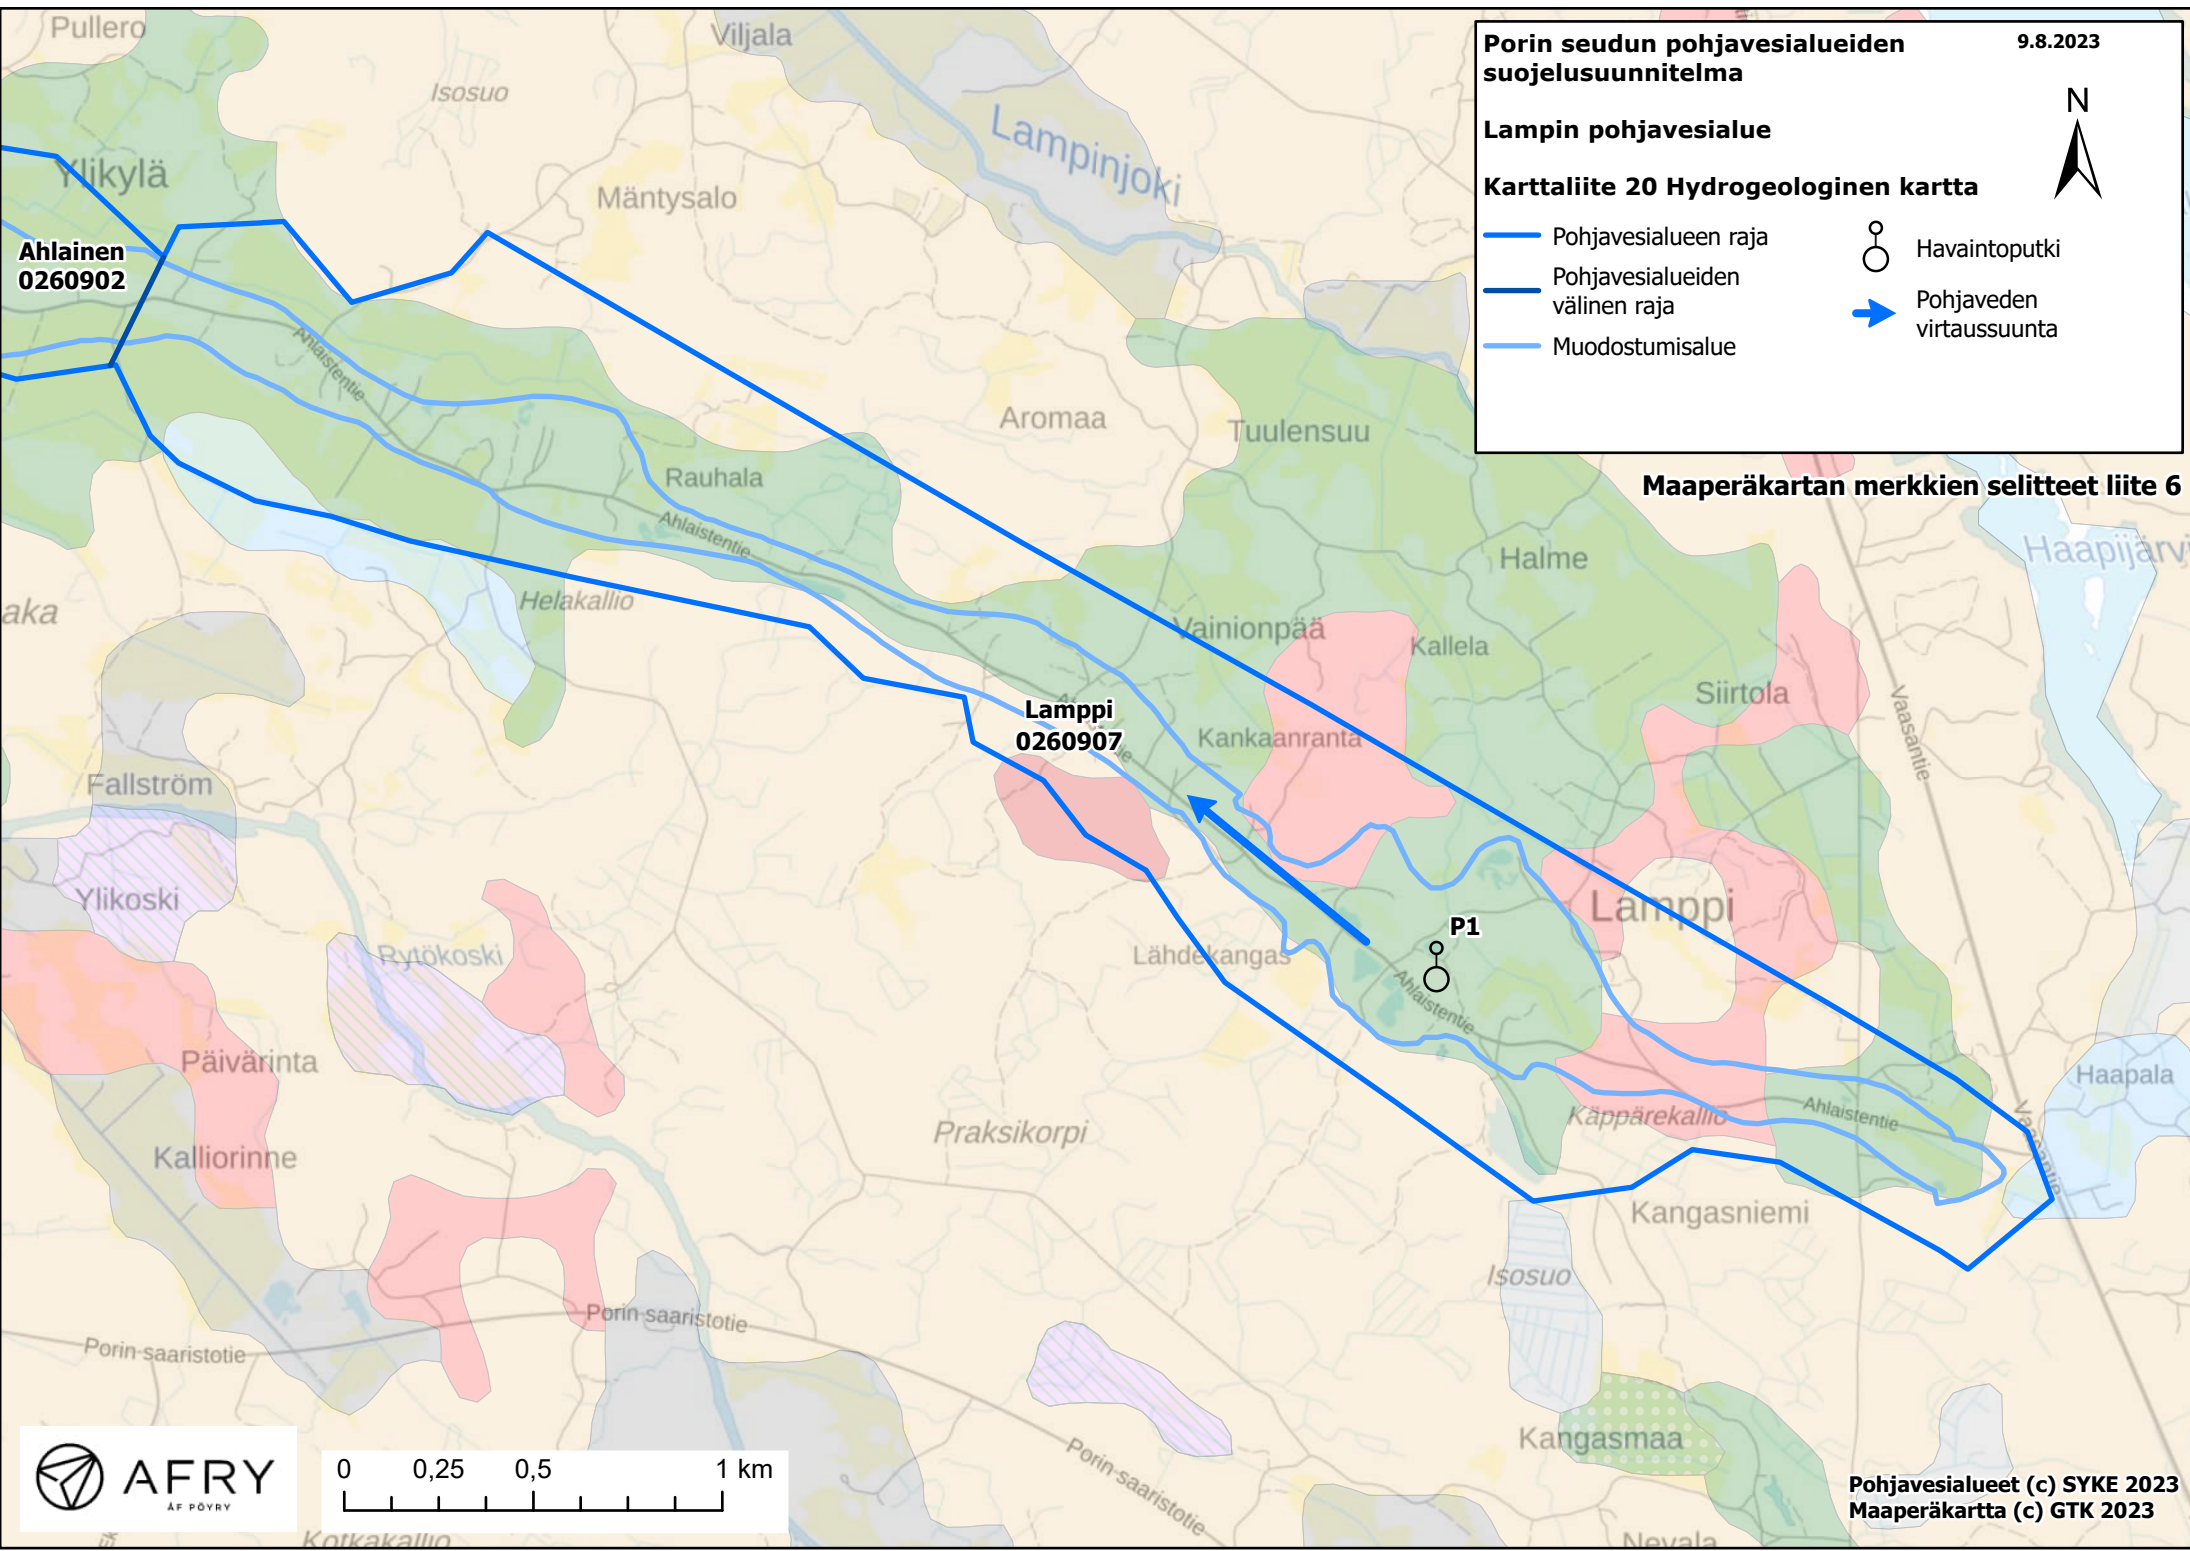 Porin seudun pohjavesialueiden
suojelusuunnitelma
9.8.2023
Lampin pohjavesialue
Karttaliite 20 Hydrogeologinen kartta
N
Pohjavesialueen raja
Pohjavesialueiden
välinen raja
Muodostumisalue
Havaintoputki
Pohjaveden
virtaussuunta
Maaperäkartan merkkien selitteet liite 6
Pullero
Viljala
Isosuo
Lampinjoki
Ylikylä
Mäntysalo
Ahlainen
0260902
Ahlaistentie
Aromaa
Tuulensuu
Rauhala
Ahlaistentie
Halme
Haapijärvi
Helakallio
aka
Vainionpää
Kallela
Siirtola
Vaasantie
Lamppi
0260907
Kankaanranta
Fallström
Ylikoski
Lamppi
P1
Rytökoski
Lähdekangas
Ahlaistentie
Päivärinta
Haapala
Praksikorpi
Käppärekallio
Ahlaistentie
Vaasantie
Kalliorinne
Kangasniemi
Isosuo
Porin saaristotie
Porin saaristotie
Kangasmaa
Porin saaristotie
AFRY
ÅF PÖYRY
0 0,25 0,5 1 km
Pohjavesialueet (c) SYKE 2023
Maaperäkartta (c) GTK 2023
Kotkakallio
Nevala